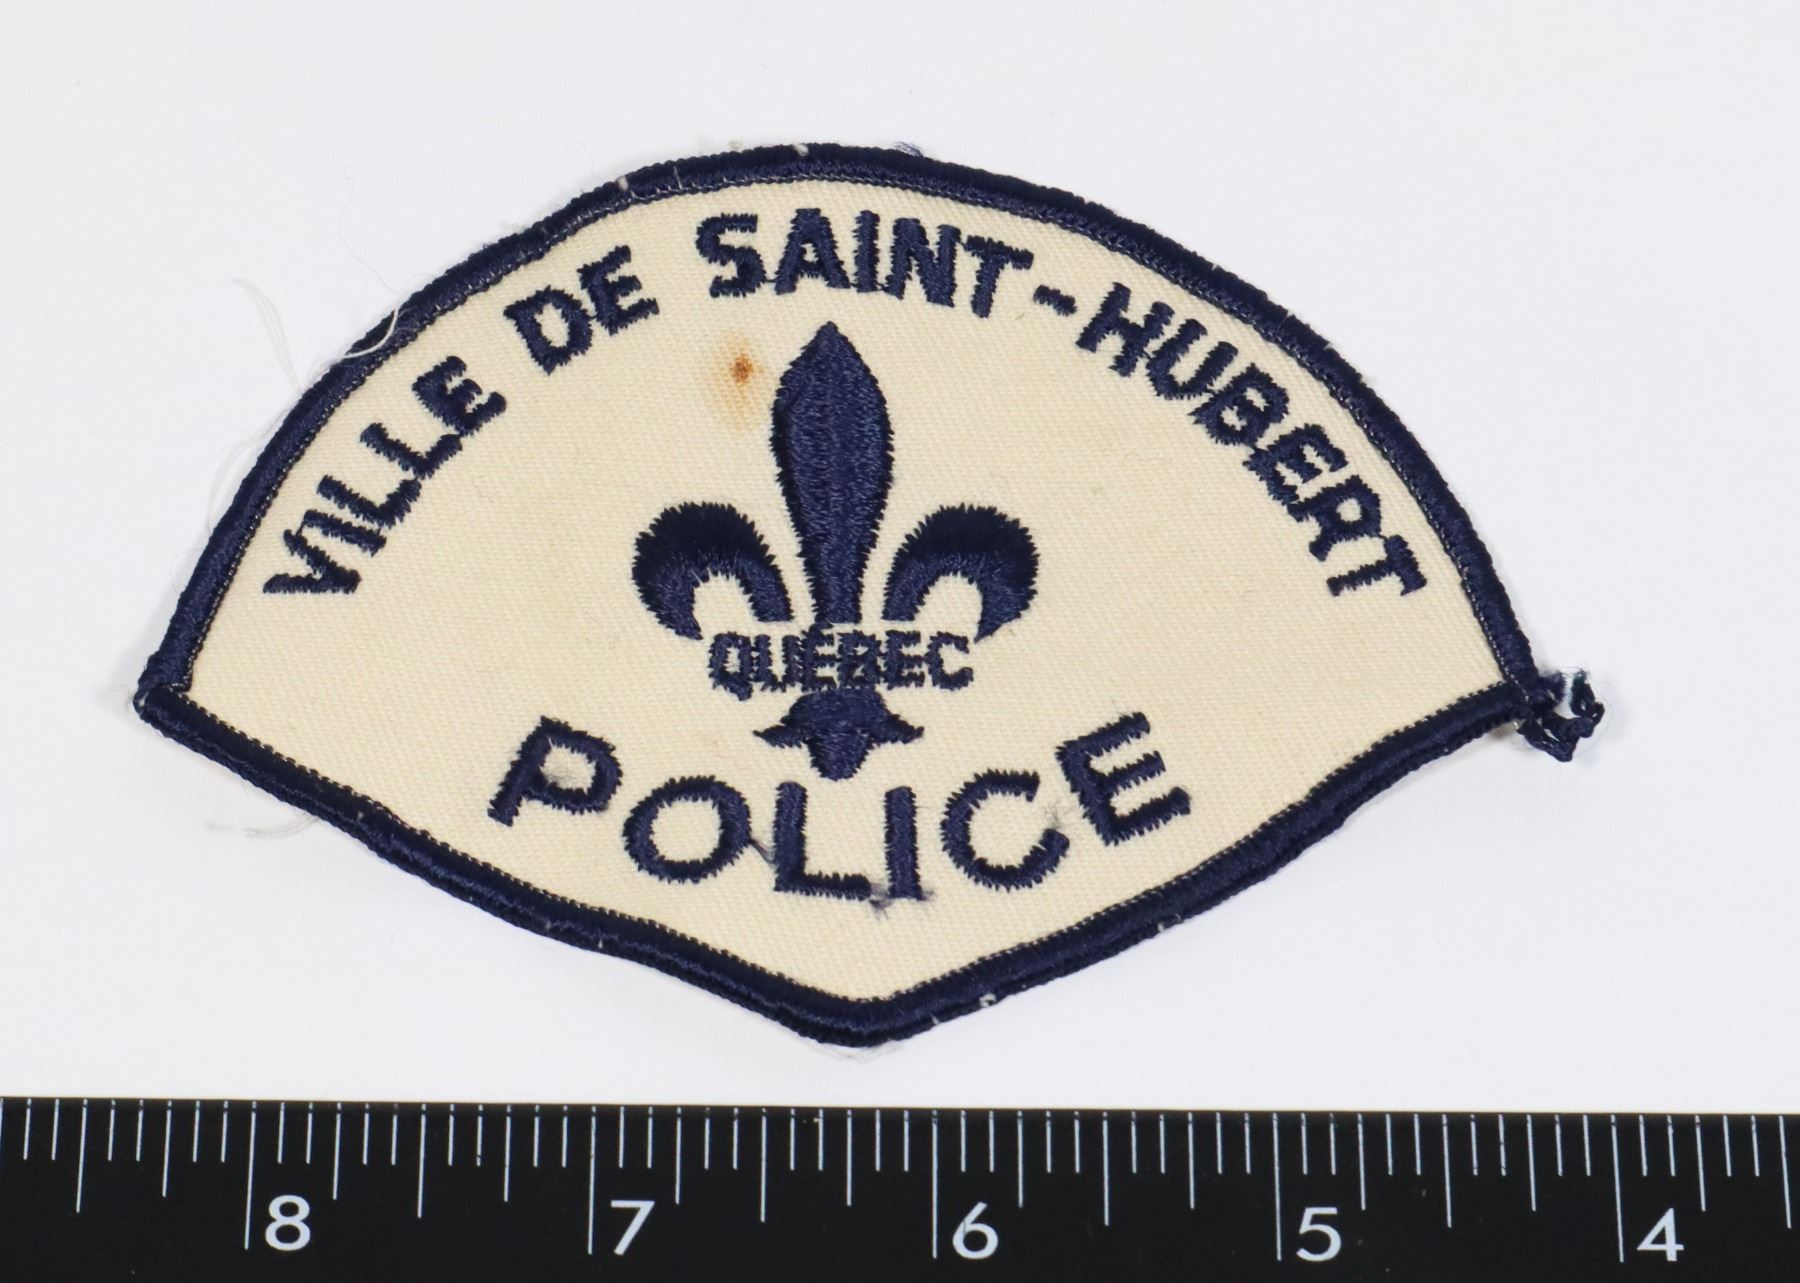 VILLE DE SAINT-HUBERT
QUÉBEC
POLICE
8 7 6 5 4